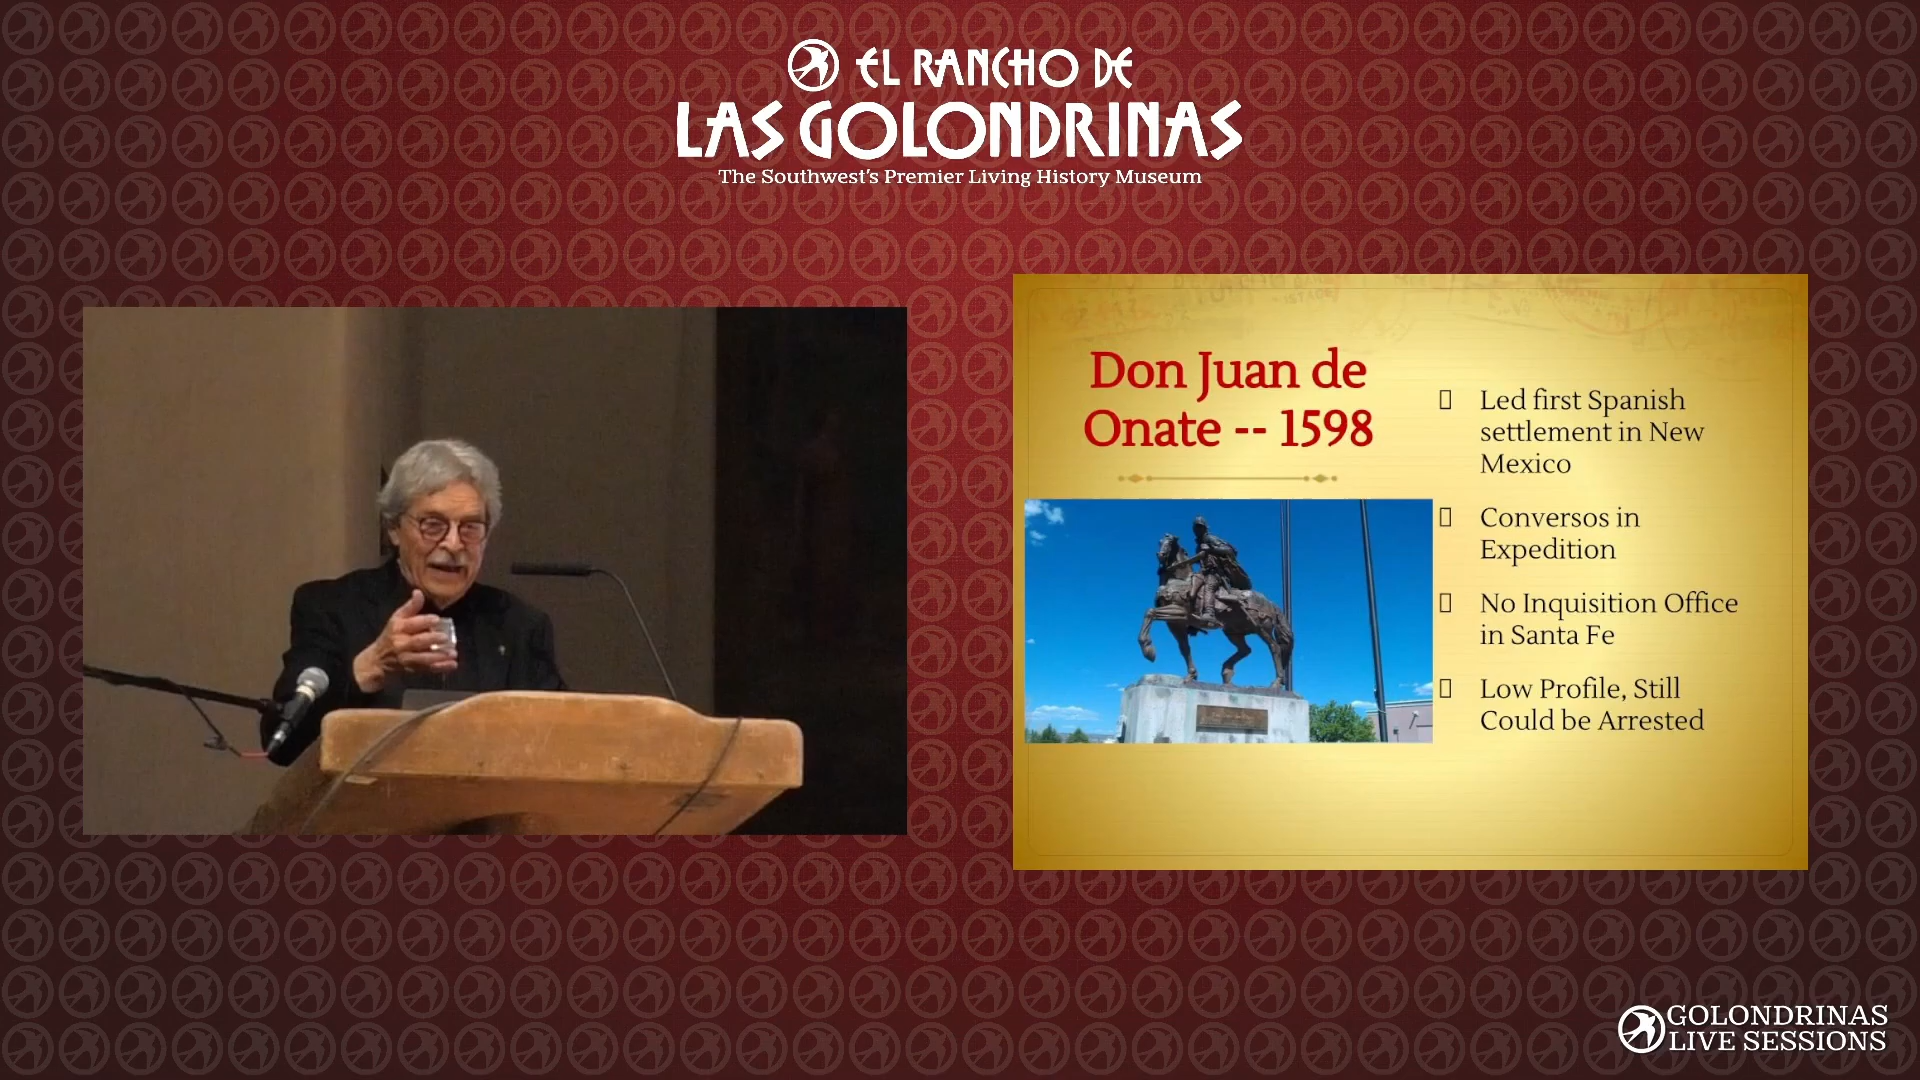 EL RANCHO DE
LAS GOLONDRINAS
The Southwest's Premier Living History Museum
Don Juan de
Onate -- 1598
Led first Spanish
settlement in New
Mexico
Conversos in
Expedition
No Inquisition Office
in Santa Fe
Low Profile, Still
Could be Arrested
GOLONDRINAS
LIVE SESSIONS